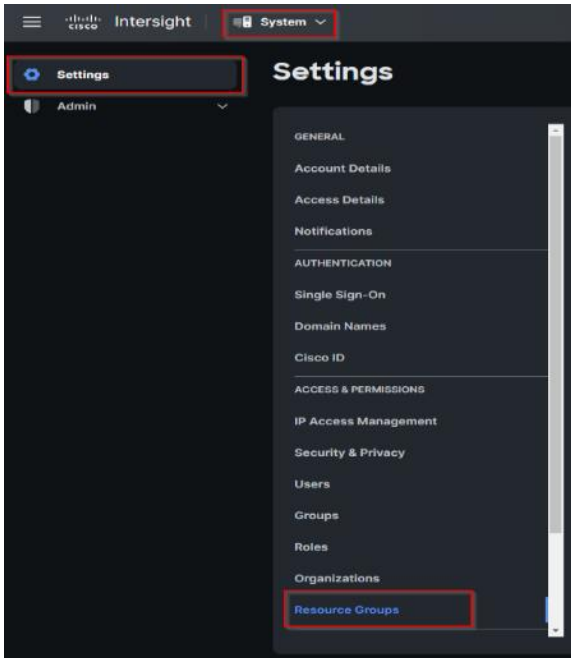 cisco Intersight System
Settings
Admin
Settings
GENERAL
Account Details
Access Details
Notifications
AUTHENTICATION
Single Sign-On
Domain Names
Cisco ID
ACCESS & PERMISSIONS
IP Access Management
Security & Privacy
Users
Groups
Roles
Organizations
Resource Groups